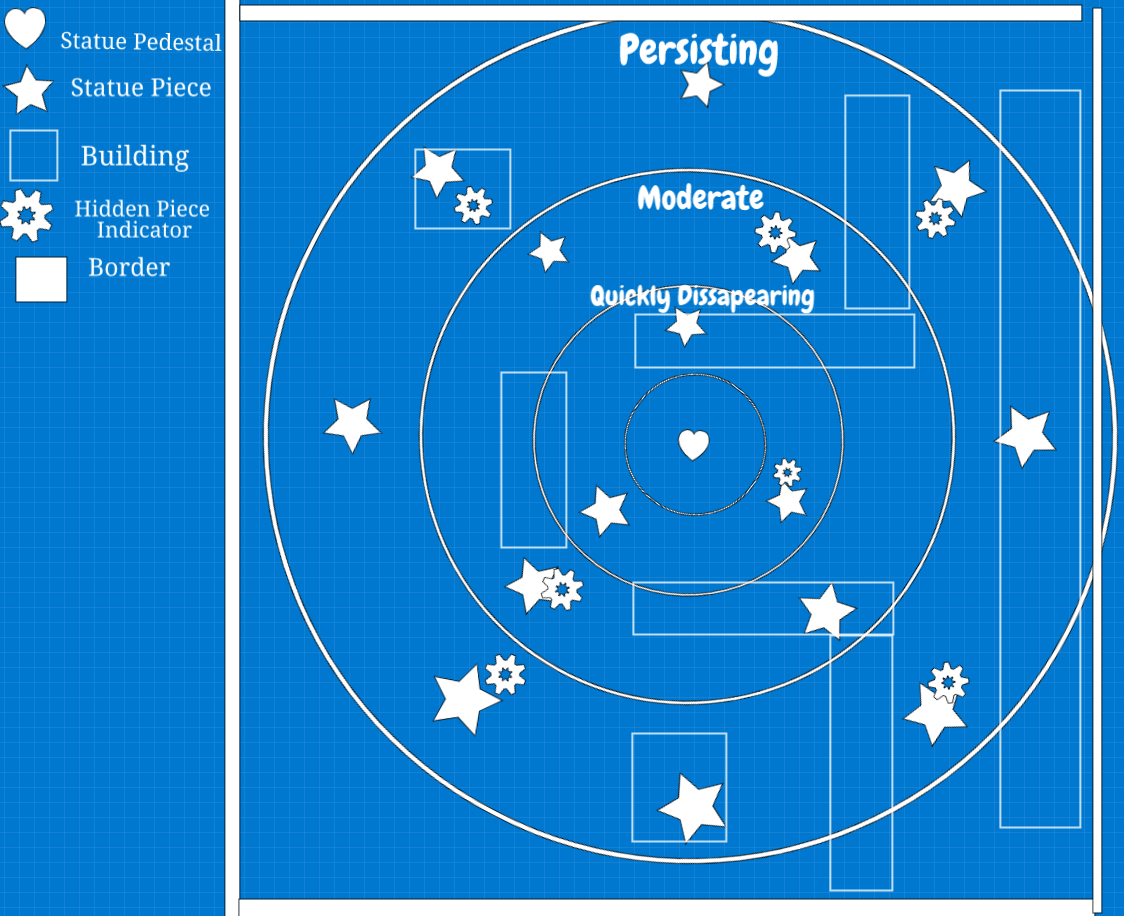 Statue Pedestal
Statue Piece
Building
Hidden Piece
Indicator
Border
Persisting
Moderate
Quickly Dissapearing